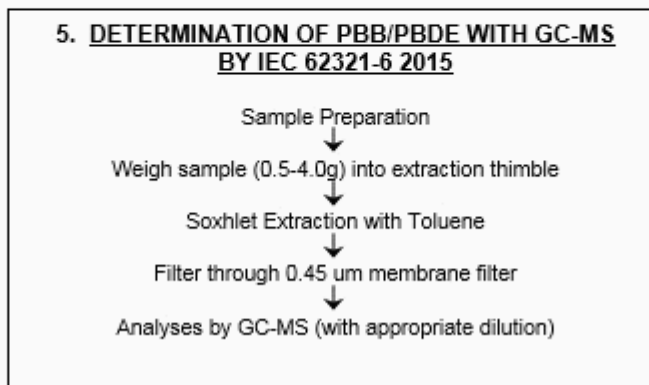 5. DETERMINATION OF PBB/PBDE WITH GC-MS
BY IEC 62321-6 2015
Sample Preparation
Weigh sample (0.5-4.0g) into extraction thimble
Soxhlet Extraction with Toluene
Filter through 0.45 um membrane filter
Analyses by GC-MS (with appropriate dilution)